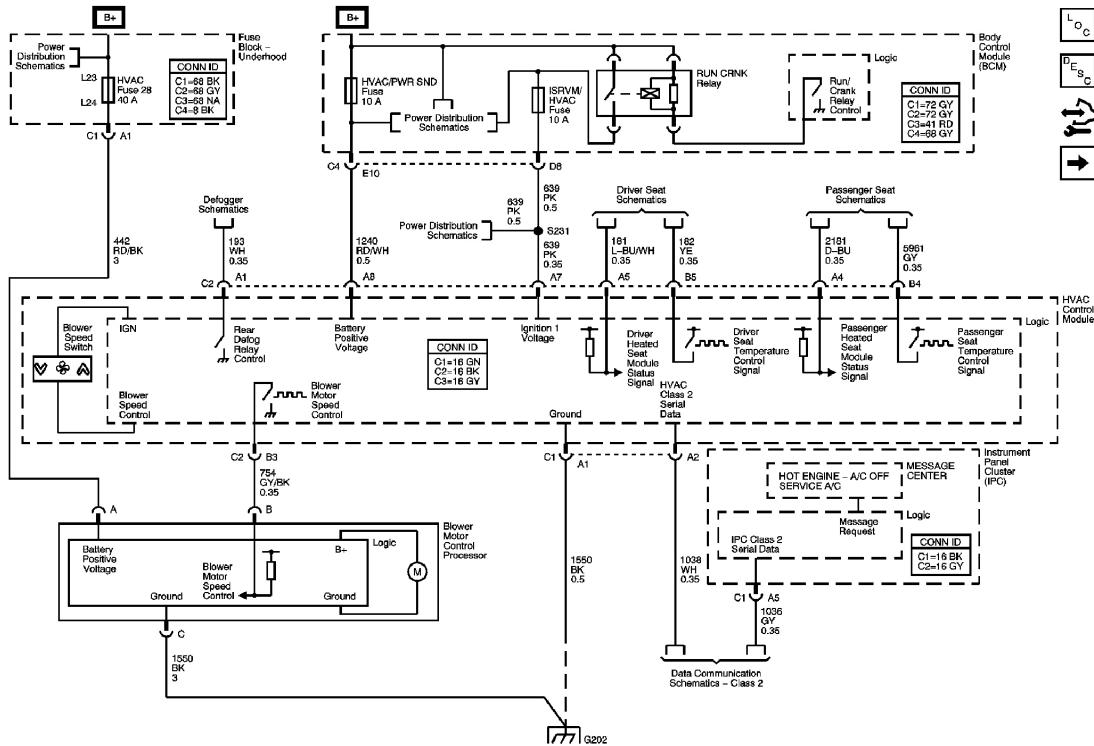 B+
B+
Power
Distribution
Schematics
L23
L24
HVAC
Fuse 28
40 A
CONN ID
C1=68 BK
C2=68 GY
C3=68 NA
C4=8 BK
Fuse
Block –
Underhood
C1
A1
HVAC/PWR SND
Fuse
10 A
Power Distribution
Schematics
ISRVM/
HVAC
Fuse
10 A
RUN CRNK
Relay
Logic
Run/
Crank
Relay
Control
CONN ID
C1=72 GY
C2=72 GY
C3=41 RD
C4=68 GY
Body
Control
Module
(BCM)
L
O
C
D
E
S
C
C4
E10
D8
Defogger
Schematics
639
PK
0.5
639
PK
0.5
Power Distribution
Schematics
S231
Driver Seat
Schematics
Passenger Seat
Schematics
442
RD/BK
3
193
WH
0.35
1240
RD/WH
0.5
639
PK
0.35
181
L–BU/WH
0.35
182
YE
0.35
2181
D–BU
0.35
5961
GY
0.35
C2
A1
A8
A7
A5
B5
A4
B4
HVAC
Control
Module
Logic
Blower
Speed
Switch
IGN
Rear
Defog
Relay
Control
Battery
Positive
Voltage
Ignition 1
Voltage
Driver
Heated
Seat
Module
Status
Signal
Driver
Seat
Temperature
Control
Signal
Passenger
Heated
Seat
Module
Status
Signal
Passenger
Seat
Temperature
Control
Signal
CONN ID
C1=16 GN
C2=16 BK
C3=16 GY
Blower
Speed
Control
Blower
Motor
Speed
Control
Ground
HVAC
Class 2
Serial
Data
C2
B3
C1
A1
A2
754
GY/BK
0.35
A
B
Instrument
Panel
Cluster
(IPC)
HOT ENGINE – A/C OFF
SERVICE A/C
MESSAGE
CENTER
Message
Request
Logic
IPC Class 2
Serial Data
CONN ID
C1=16 BK
C2=16 GY
Blower
Motor
Control
Processor
Battery
Positive
Voltage
Blower
Motor
Speed
Control
B+
Logic
M
Ground
Ground
1550
BK
0.5
1038
WH
0.35
C1
A5
1036
GY
0.35
C
1550
BK
3
Data Communication
Schematics – Class 2
G202